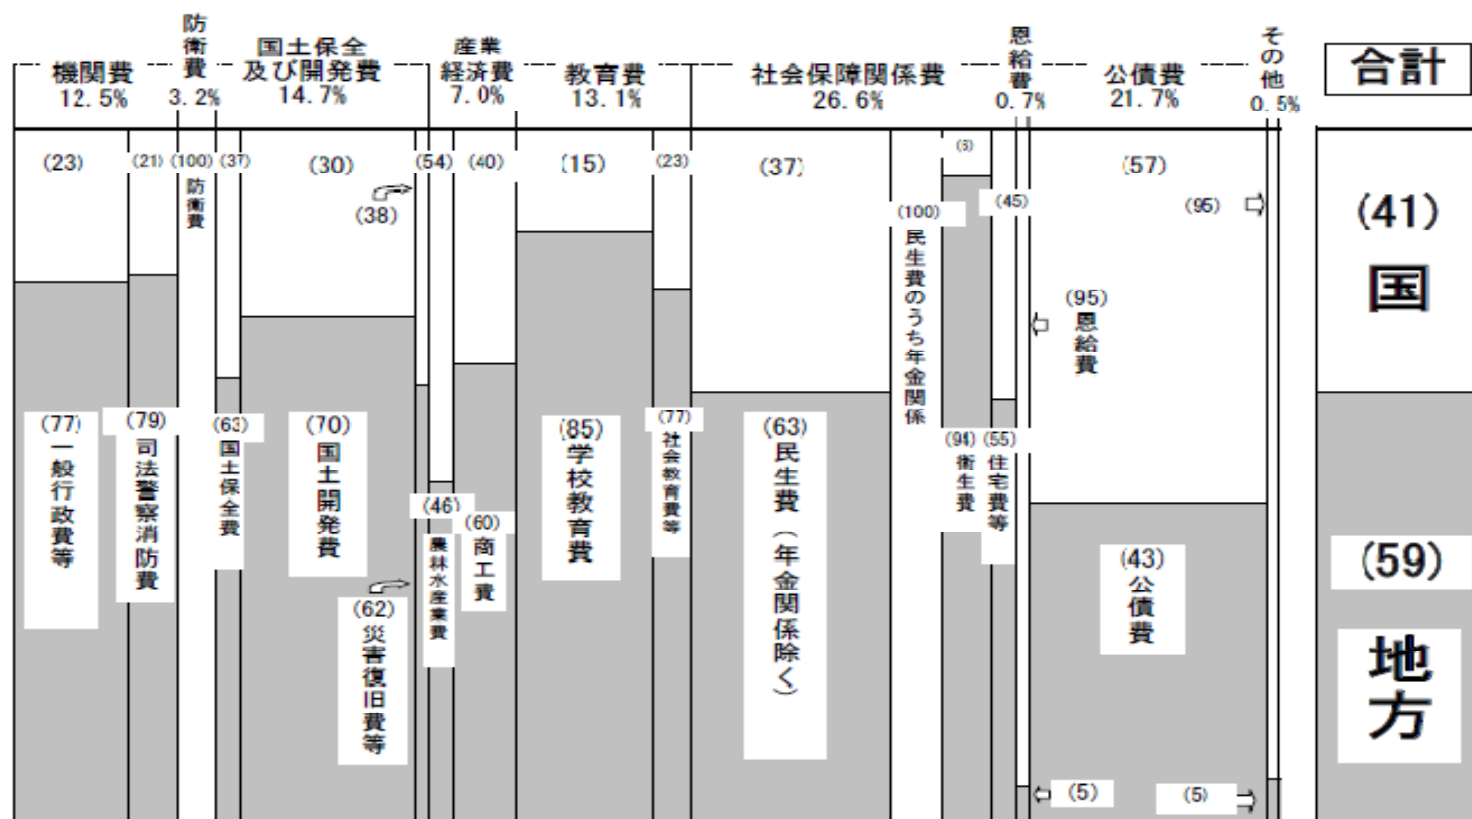 機関費
12.5%
防衛費
3.2%
国土保全
及び開発費
14.7%
産業
経済費
7.0%
教育費
13.1%
社会保障関係費
26.6%
恩給費
0.7%
公債費
21.7%
その他
0.5%
合計
(23)
(21)
(100)
防衛費
(37)
(30)
(38)
(54)
(40)
(15)
(23)
(37)
(100)
民生費のうち年金関係
(45)
(57)
(95)
恩給費
(95)
(41)
国
(77)
一般行政費等
(79)
司法警察消防費
(63)
国土保全費
(70)
国土開発費
(62)
災害復旧費等
(46)
農林水産業費
(60)
商工費
(85)
学校教育費
(77)
社会教育費等
(63)
民生費(年金関係除く)
(94)
衛生費
(55)
住宅費等
(5)
(43)
公債費
(5)
(59)
地方